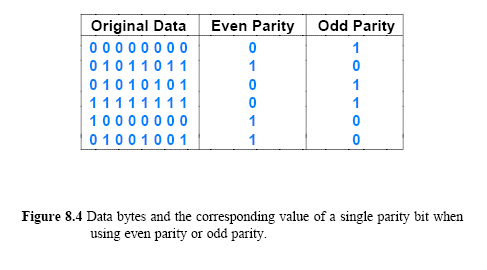 Original Data Even Parity Odd Parity
0 0 0 0 0 0 0 0 0 1
0 1 0 1 1 0 1 1 1 0
0 1 0 1 0 1 0 1 0 1
1 1 1 1 1 1 1 1 0 1
1 0 0 0 0 0 0 0 1 0
0 1 0 0 1 0 0 1 1 0
Figure 8.4 Data bytes and the corresponding value of a single parity bit when
using even parity or odd parity.